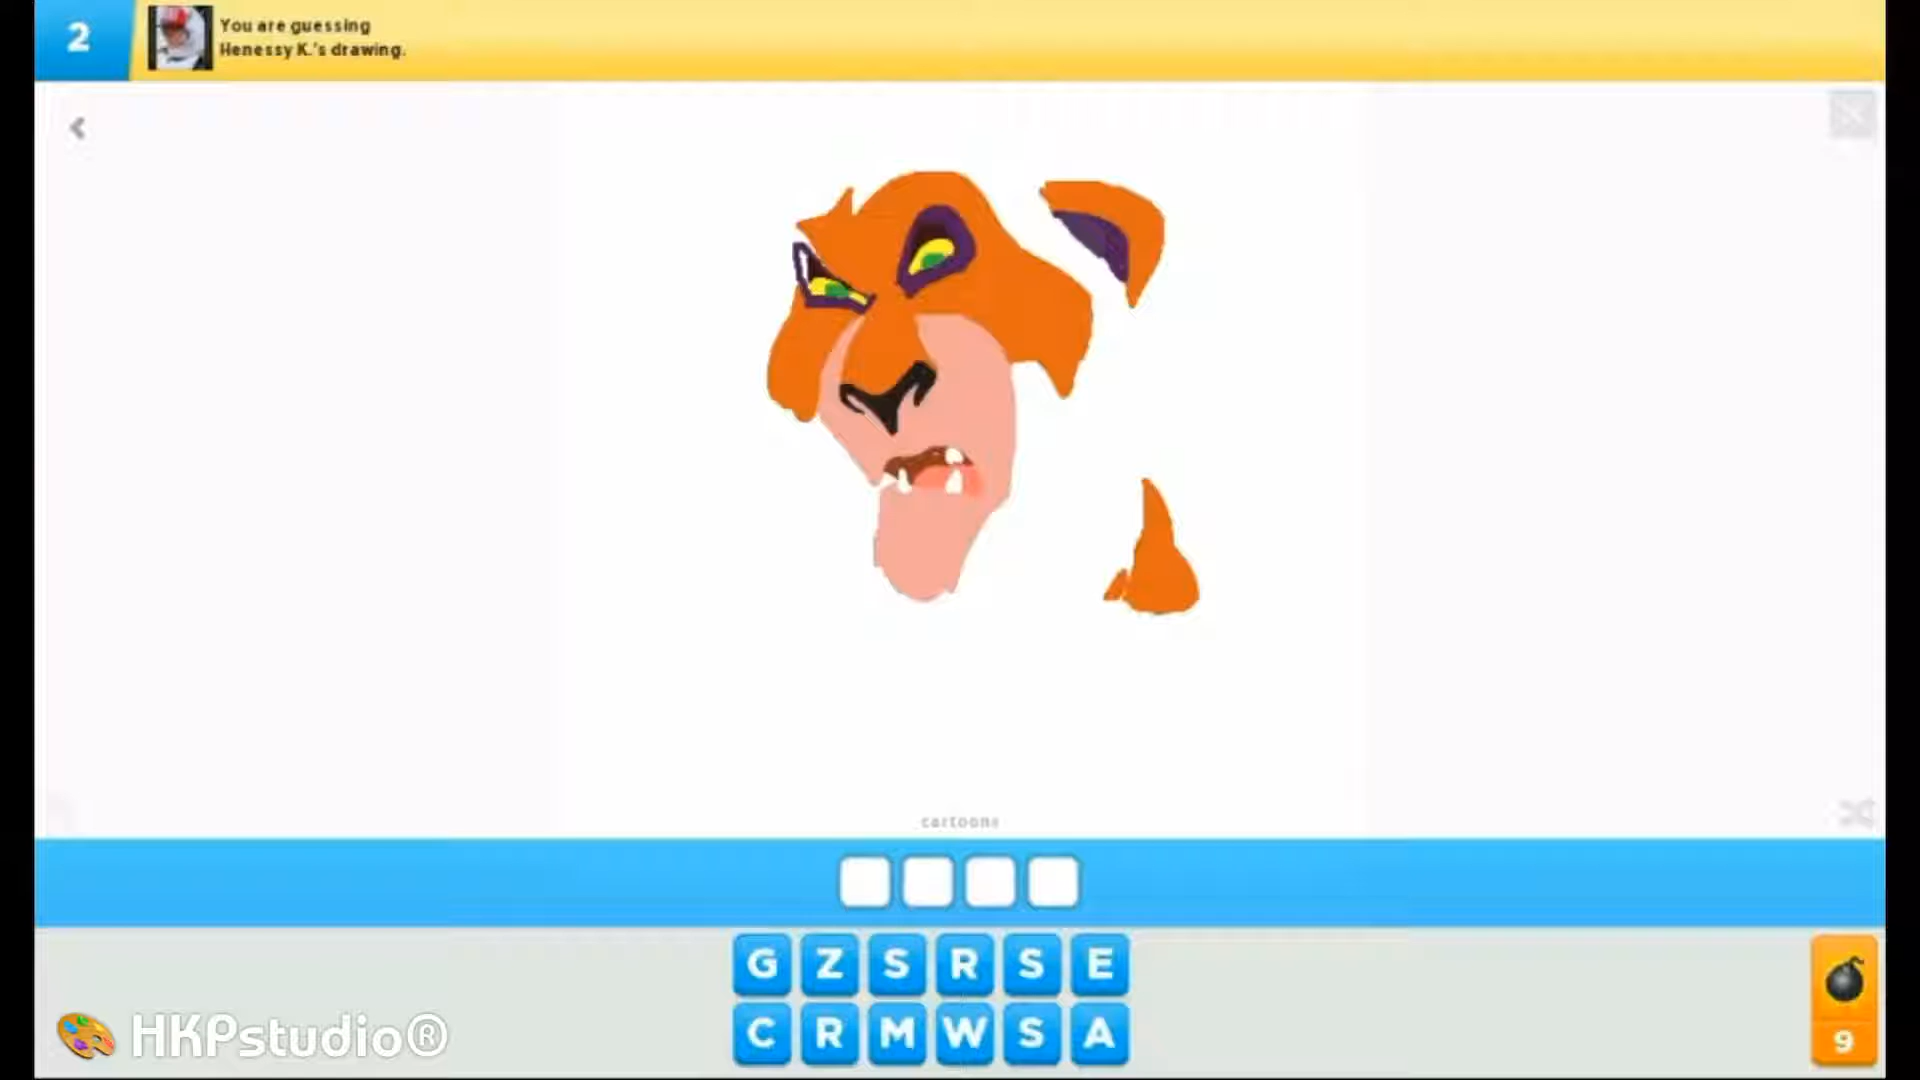 2
You are guessing
Henessy K.'s drawing.
cartoons
G Z S R S E
C R M W S A
9
HKPstudio®